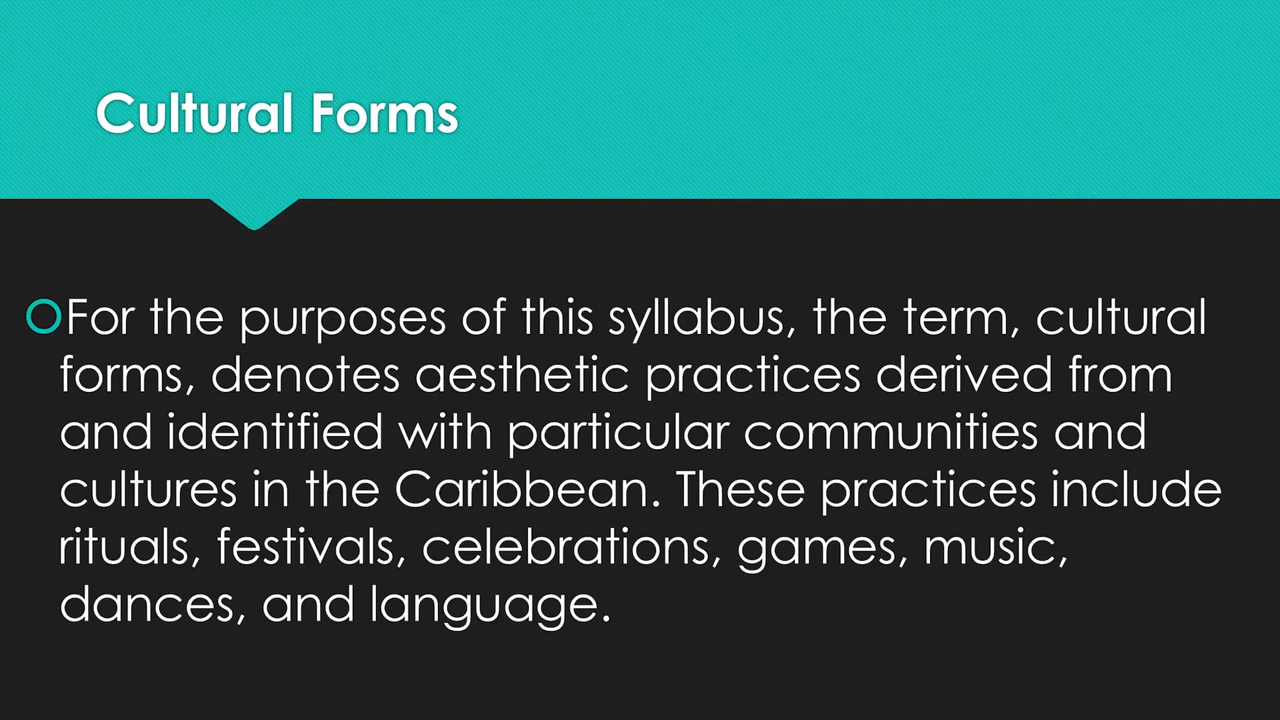 Cultural Forms
For the purposes of this syllabus, the term, cultural
forms, denotes aesthetic practices derived from
and identified with particular communities and
cultures in the Caribbean. These practices include
rituals, festivals, celebrations, games, music,
dances, and language.